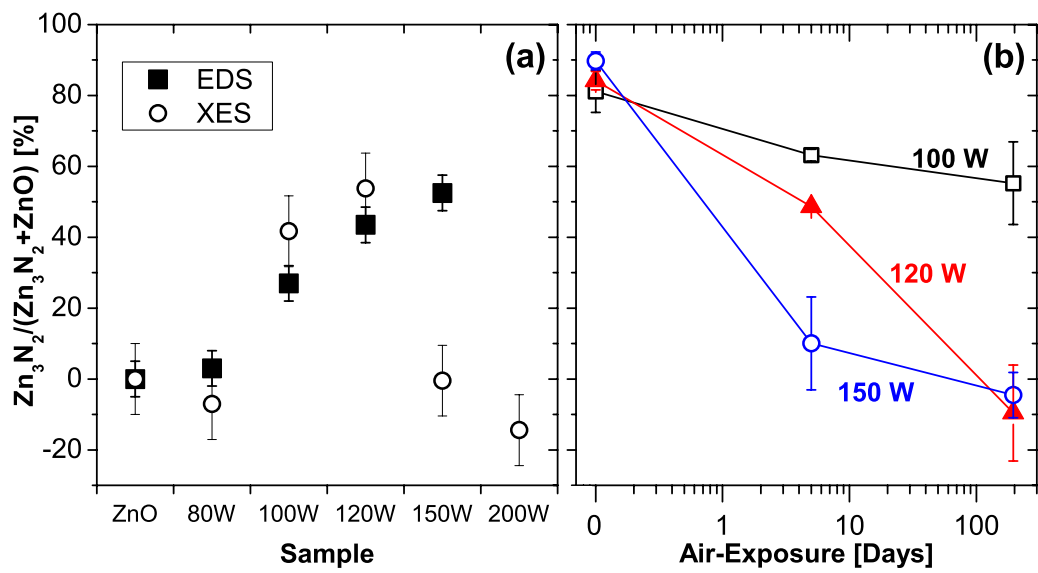 Zn3N2/(Zn3N2+ZnO) [%]
100
80
60
40
20
0
-20
(a)
EDS
XES
ZnO 80W 100W 120W 150W 200W
Sample
(b)
100 W
120 W
150 W
0 1 10 100
Air-Exposure [Days]